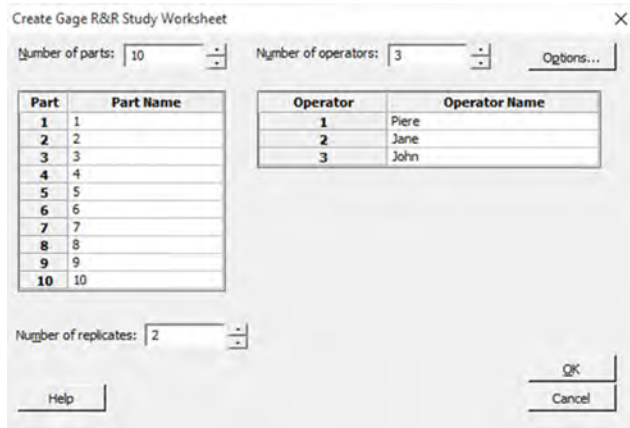 Create Gage R&R Study Worksheet
Number of parts: 10 Number of operators: 3 Options...
Part Part Name Operator Operator Name
1 1 1 Piere
2 2 2 Jane
3 3 3 John
4 4
5 5
6 6
7 7
8 8
9 9
10 10
Number of replicates: 2
OK
Help Cancel